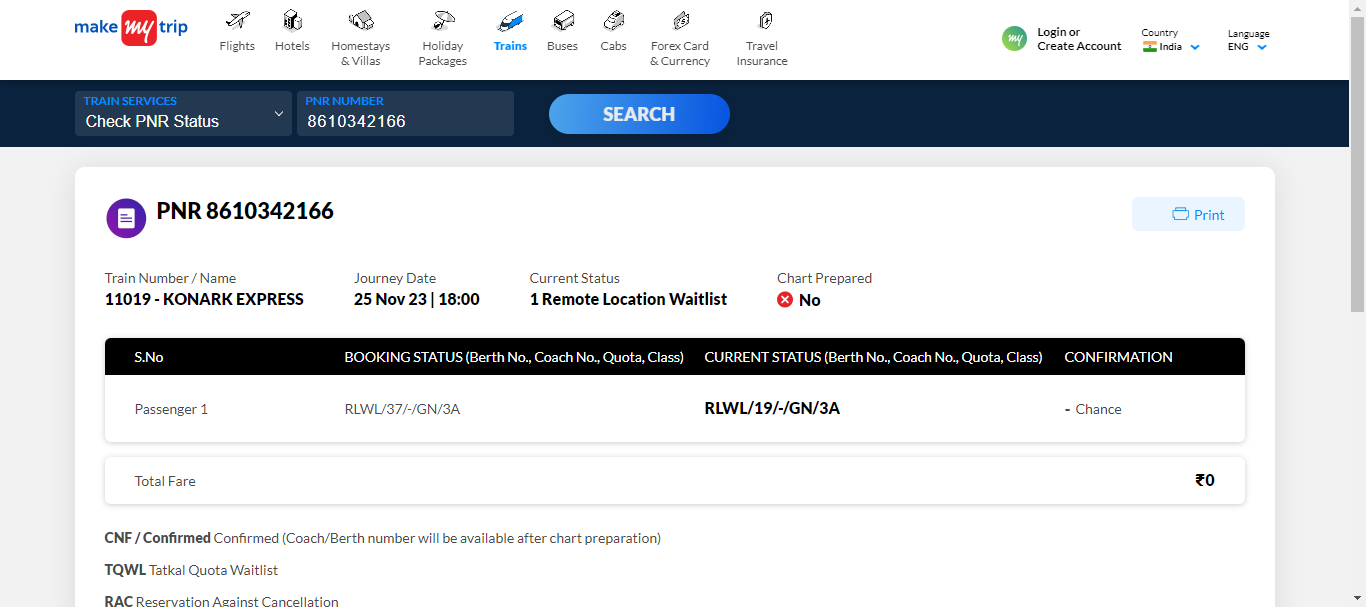 make my trip
Flights
Hotels
Homestays
& Villas
Holiday
Packages
Trains
Buses
Cabs
Forex Card
& Currency
Travel
Insurance
my
Login or
Create Account
Country
India
Language
ENG
TRAIN SERVICES
Check PNR Status
PNR NUMBER
8610342166
SEARCH
PNR 8610342166
Print
Train Number / Name
11019 - KONARK EXPRESS
Journey Date
25 Nov 23 | 18:00
Current Status
1 Remote Location Waitlist
Chart Prepared
No
S.No BOOKING STATUS (Berth No., Coach No., Quota, Class) CURRENT STATUS (Berth No., Coach No., Quota, Class) CONFIRMATION
Passenger 1 RLWL/37/-/GN/3A RLWL/19/-/GN/3A - Chance
Total Fare ₹0
CNF / Confirmed Confirmed (Coach/Berth number will be available after chart preparation)
TQWL Tatkal Quota Waitlist
RAC Reservation Against Cancellation